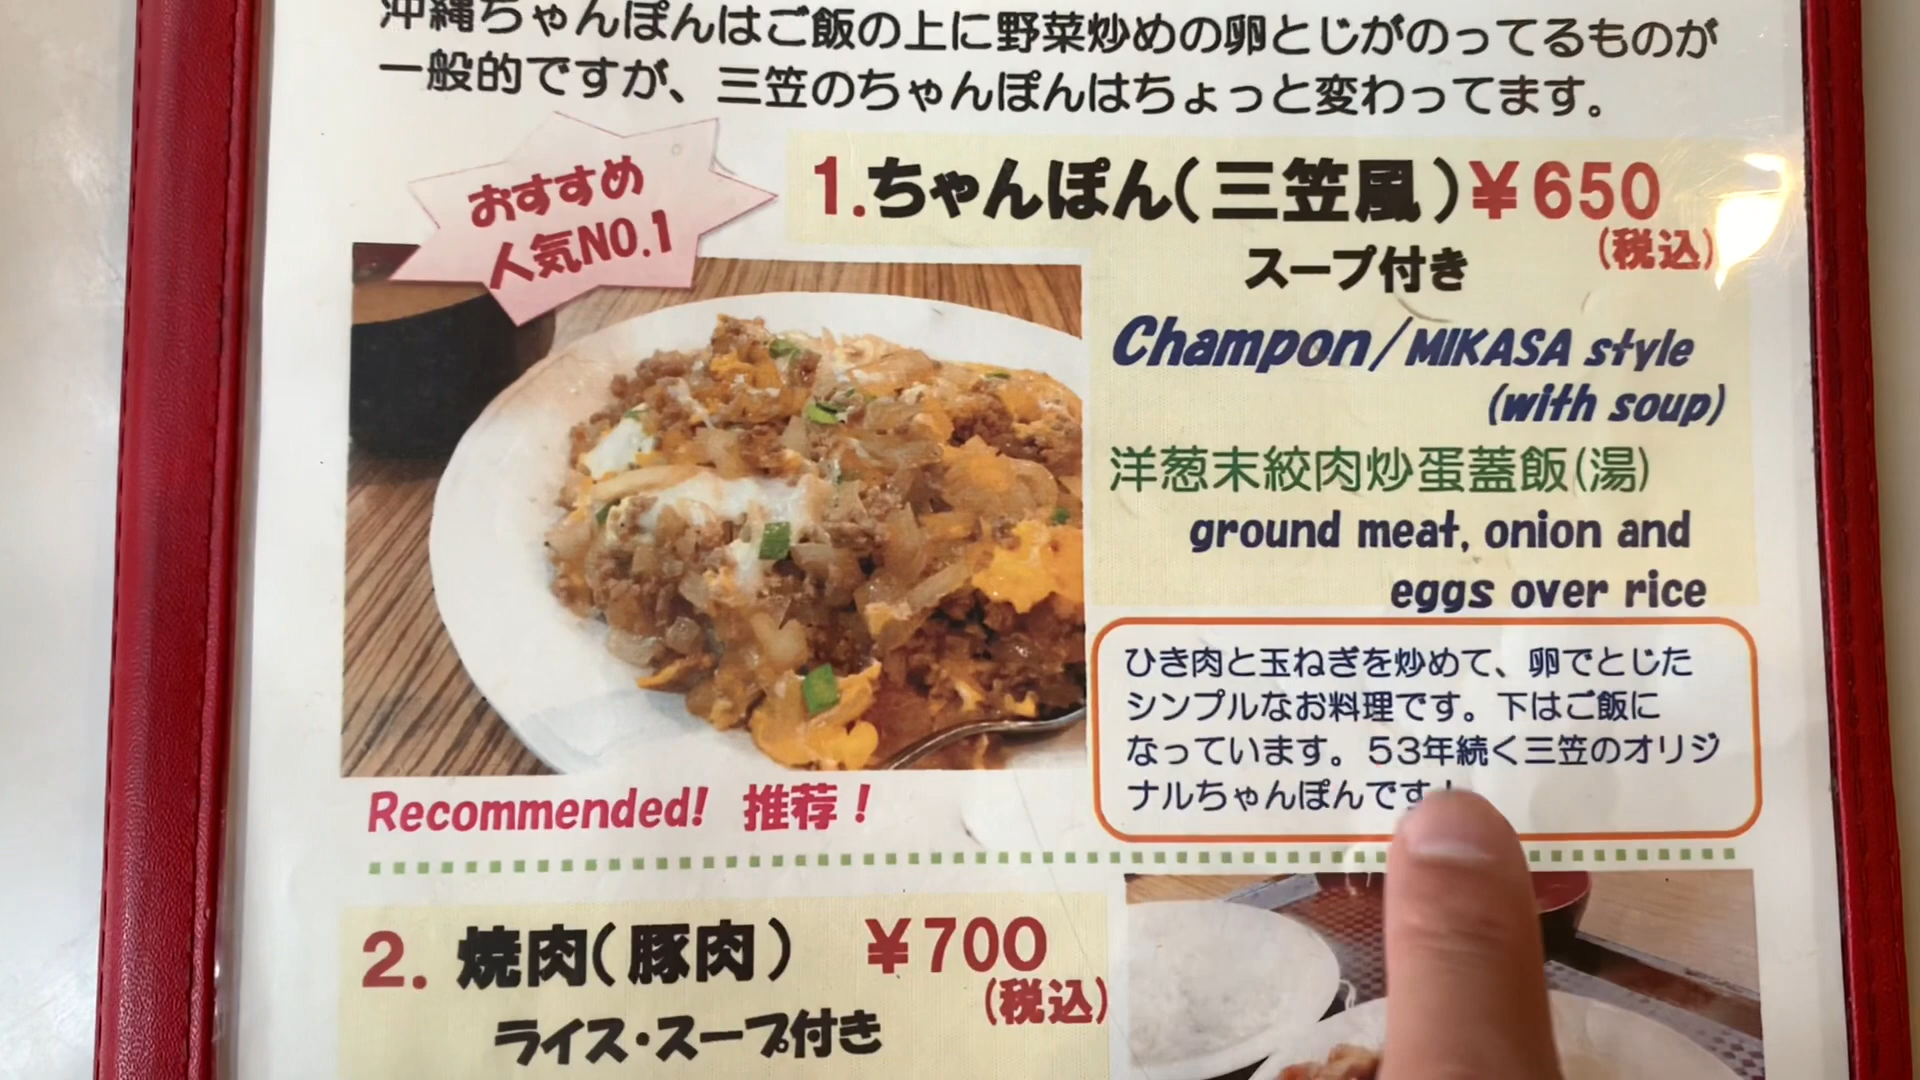 沖縄ちゃんぽんはご飯の上に野菜炒めの卵とじがのってるものが
一般的ですが、三笠のちゃんぽんはちょっと変わってます。
おすすめ
人気NO.1
1.ちゃんぽん(三笠風)¥650
(税込)
スープ付き
Champon/MIKASA style
(with soup)
洋葱末絞肉炒蛋蓋飯(湯)
ground meat, onion and
eggs over rice
ひき肉と玉ねぎを炒めて、卵でとじた
シンプルなお料理です。下はご飯に
なっています。53年続く三笠のオリジ
ナルちゃんぽんです!
Recommended! 推荐!
2. 焼肉(豚肉) ¥700
(税込)
ライス・スープ付き